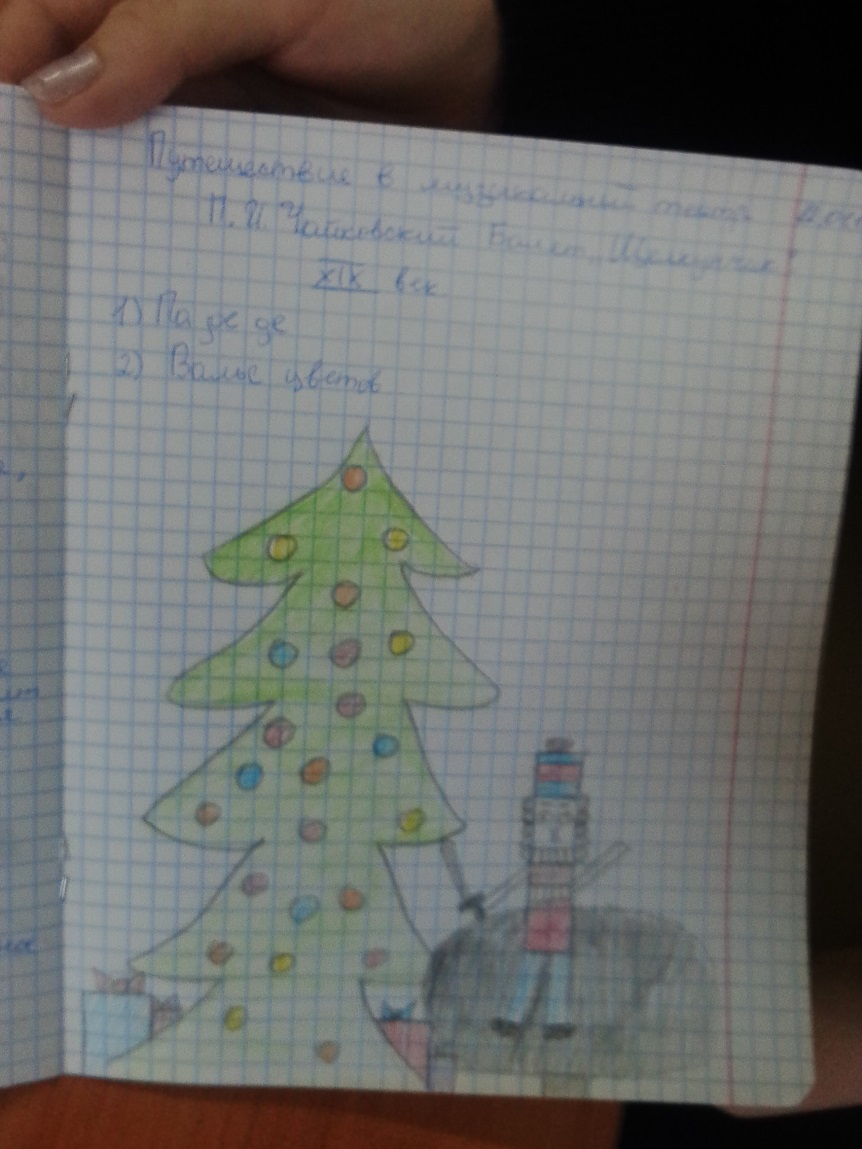 Путешествие в музыкальный театр
П. И. Чайковский Балет „Щелкунчик"
XIX век
1) Па де де
2) Вальс цветов